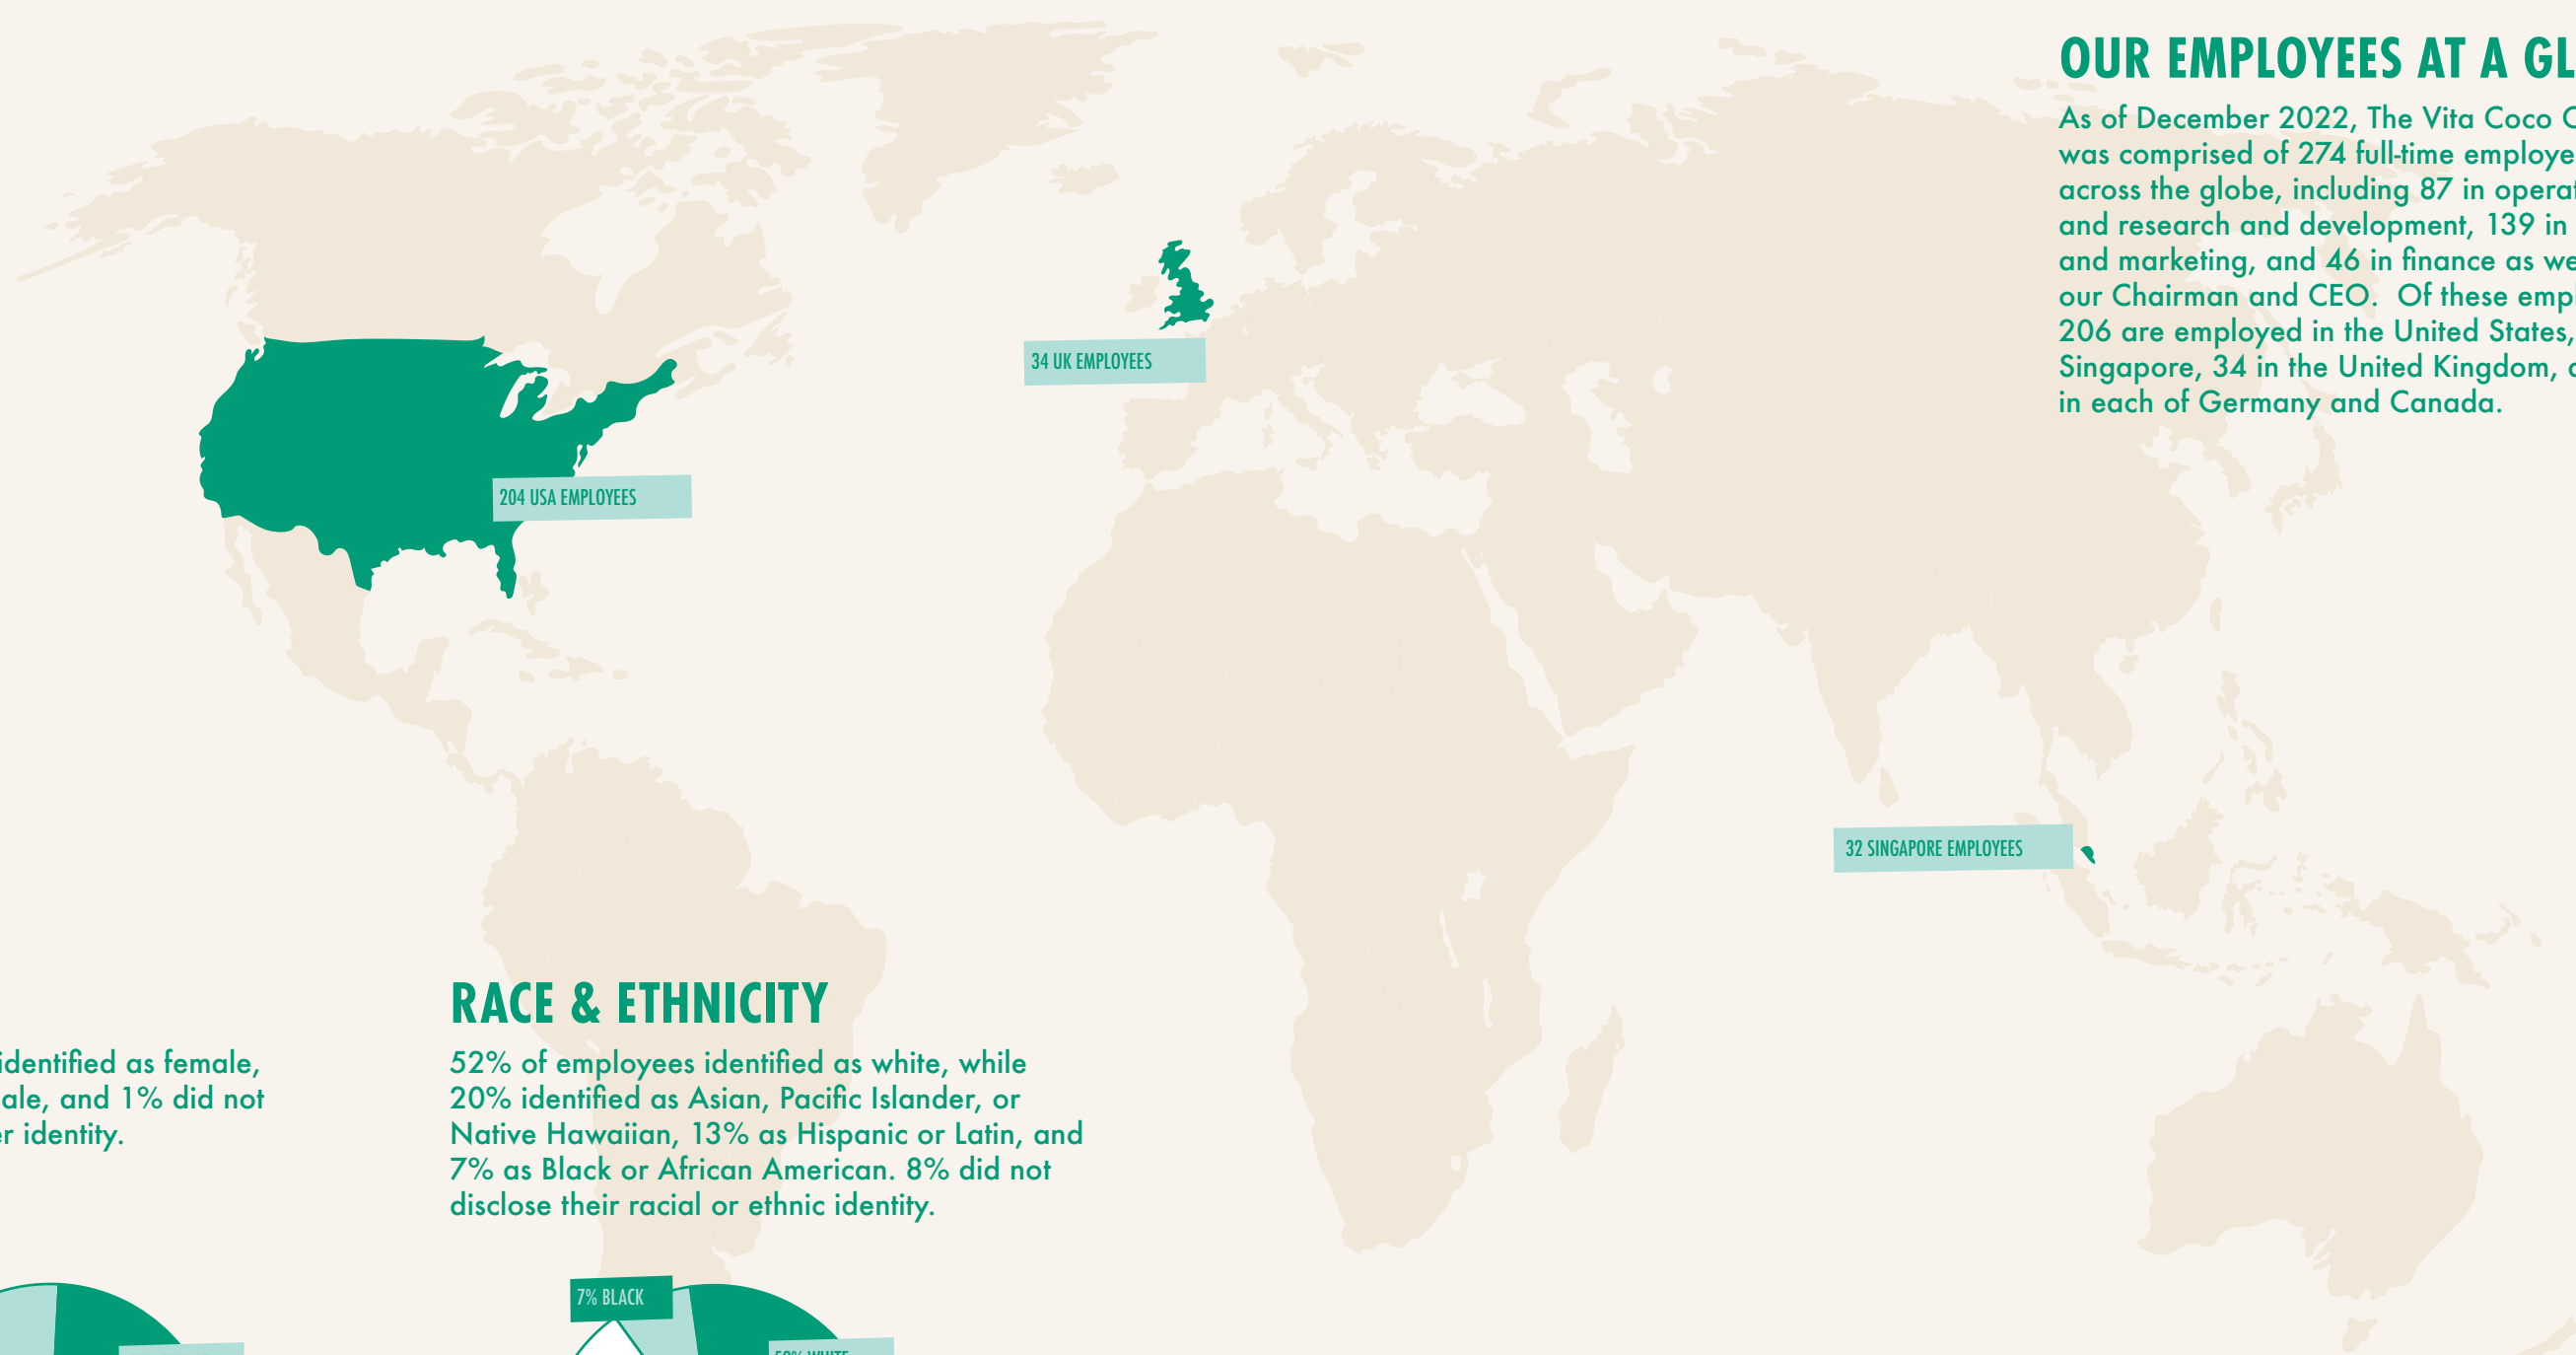 OUR EMPLOYEES AT A
As of December 2022, The Vita Coco
was comprised of 274 full-time
across the globe, including 87 in
and research and development, 139 in
and marketing, and 46 in finance as
our Chairman and CEO. Of these
206 are employed in the United States,
Singapore, 34 in the United Kingdom,
in each of Germany and Canada.
34 UK EMPLOYEES
204 USA EMPLOYEES
32 SINGAPORE EMPLOYEES
identified as female,
and 1% did not
identity.
RACE & ETHNICITY
52% of employees identified as white, while
20% identified as Asian, Pacific Islander, or
Native Hawaiian, 13% as Hispanic or Latin, and
7% as Black or African American. 8% did not
disclose their racial or ethnic identity.
7% BLACK